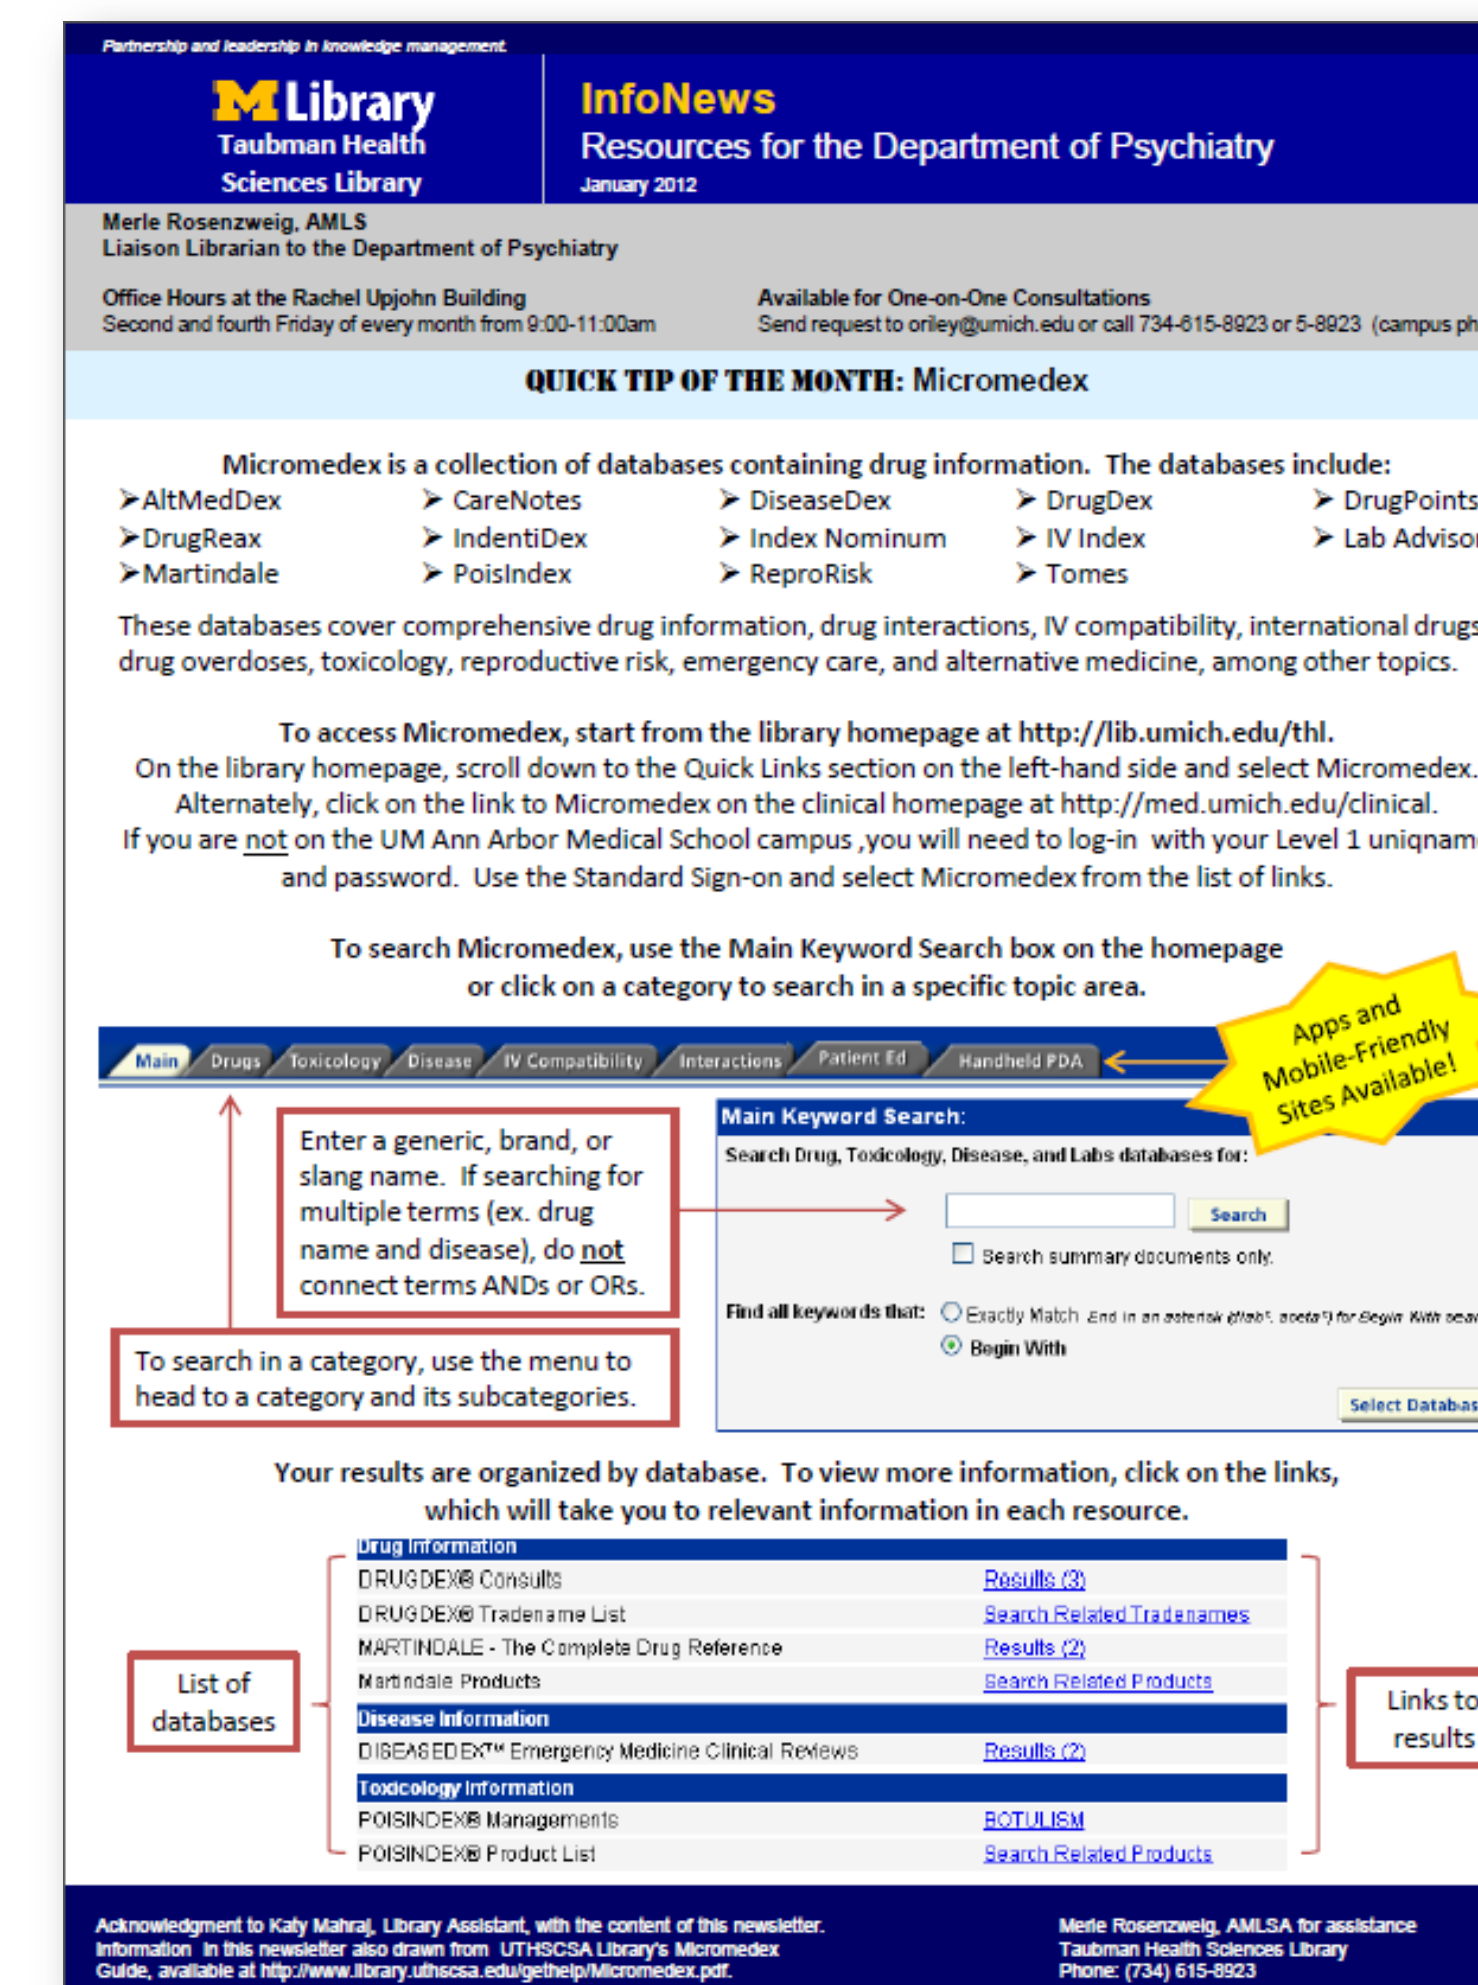 Partnership and leadership in knowledge management.
M Library
Taubman Health
Sciences Library
InfoNews
Resources for the Department of Psychiatry
January 2012
Merle Rosenzweig, AMLS
Liaison Librarian to the Department of Psychiatry
Office Hours at the Rachel Upjohn Building
Second and fourth Friday of every month from 9:00-11:00am
Available for One-on-One Consultations
Send request to oriley@umich.edu or call 734-615-8923 or 5-8923 (campus ph
QUICK TIP OF THE MONTH: Micromedex
Micromedex is a collection of databases containing drug information. The databases include:
➢AltMedDex ➢ CareNotes ➢ DiseaseDex ➢ DrugDex ➢ DrugPoints
➢DrugReax ➢ IndentiDex ➢ Index Nominum ➢ IV Index ➢ Lab Advisor
➢Martindale ➢ PoisIndex ➢ ReproRisk ➢ Tomes
These databases cover comprehensive drug information, drug interactions, IV compatibility, international drugs
drug overdoses, toxicology, reproductive risk, emergency care, and alternative medicine, among other topics.
To access Micromedex, start from the library homepage at http://lib.umich.edu/thl.
On the library homepage, scroll down to the Quick Links section on the left-hand side and select Micromedex.
Alternately, click on the link to Micromedex on the clinical homepage at http://med.umich.edu/clinical.
If you are not on the UM Ann Arbor Medical School campus ,you will need to log-in with your Level 1 uniqname
and password. Use the Standard Sign-on and select Micromedex from the list of links.
To search Micromedex, use the Main Keyword Search box on the homepage
or click on a category to search in a specific topic area.
Apps and
Mobile-Friendly
Sites Available!
Main Drugs Toxicology Disease IV Compatibility Interactions Patient Ed Handheld PDA
Enter a generic, brand, or
slang name. If searching for
multiple terms (ex. drug
name and disease), do not
connect terms ANDs or ORs.
To search in a category, use the menu to
head to a category and its subcategories.
Main Keyword Search:
Search Drug, Toxicology, Disease, and Labs databases for:
Search
Search summary documents only.
Find all keywords that: Exactly Match End in an asterisk for Begin With
Begin With
Select Databas
Your results are organized by database. To view more information, click on the links,
which will take you to relevant information in each resource.
List of
databases
Drug Information
DRUGDEX® Consults Results (3)
DRUGDEX® Tradename List Search Related Tradenames
MARTINDALE - The Complete Drug Reference Results (2)
Martindale Products Search Related Products
Disease Information
DISEASEDEX™ Emergency Medicine Clinical Reviews Results (2)
Toxicology Information
POISINDEX® Managements BOTULISM
POISINDEX® Product List Search Related Products
Links to
results
Acknowledgment to Katy Mahraj, Library Assistant, with the content of this newsletter.
Information in this newsletter also drawn from UTHSCSA Library's Micromedex
Guide, available at http://www.library.uthscsa.edu/gethelp/Micromedex.pdf.
Merle Rosenzweig, AMLSA for assistance
Taubman Health Sciences Library
Phone: (734) 615-8923